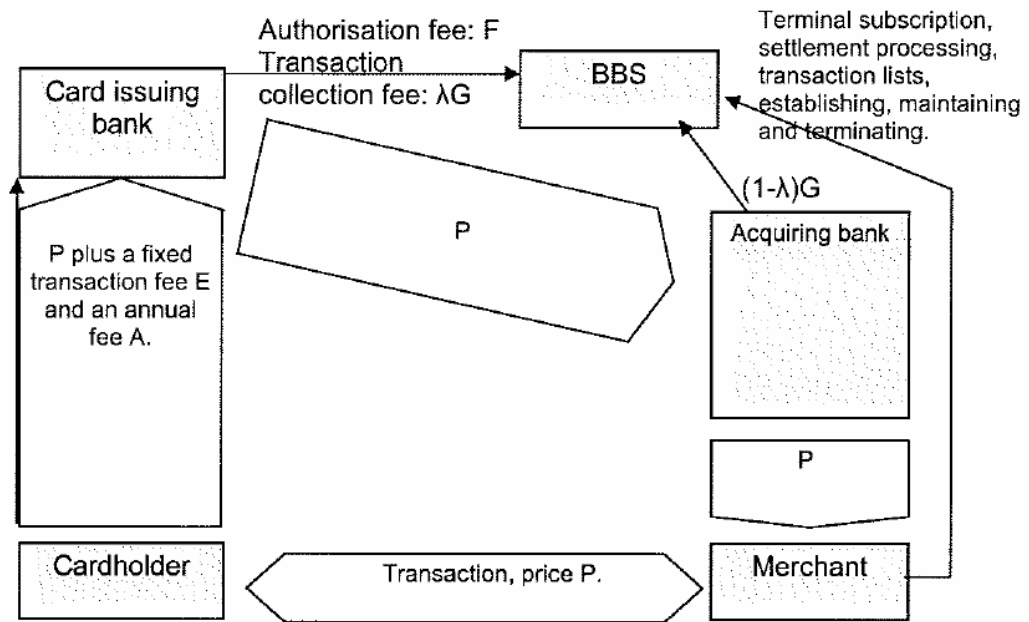 Authorisation fee: F
Transaction
collection fee: λG
Card issuing
bank
BBS
Terminal subscription,
settlement processing,
transaction lists,
establishing, maintaining
and terminating.
(1-λ)G
P plus a fixed
transaction fee E
and an annual
fee A.
P
Acquiring bank
P
Cardholder
Transaction, price P.
Merchant